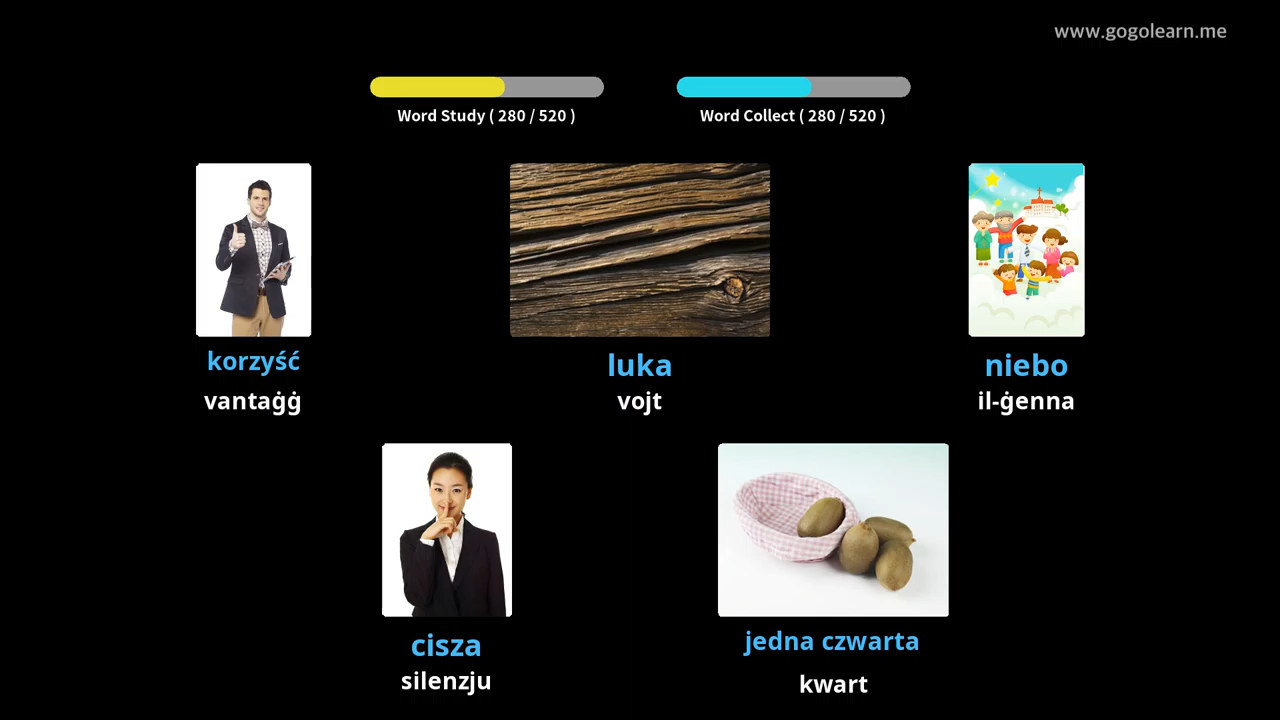 www.gogolearn.me
Word Study ( 280 / 520 )
Word Collect ( 280 / 520 )
korzyść
vantaġġ
luka
vojt
niebo
il-ġenna
cisza
silenzju
jedna czwarta
kwart